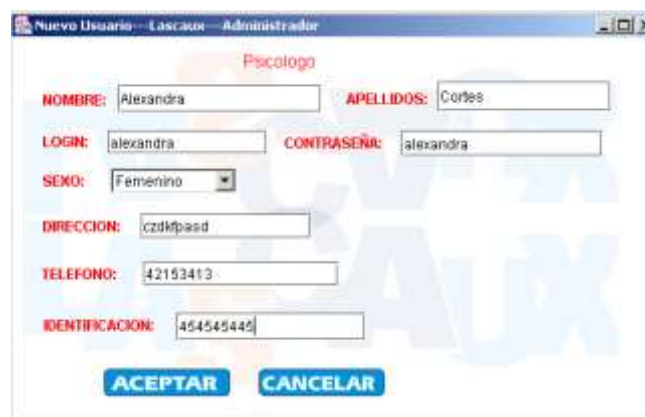 Nuevo Usuario---Lascaux---Administrador
Psicologo
NOMBRE: Alexandra APELLIDOS: Cortes
LOGIN: alexandra CONTRASEÑA: alexandra
SEXO: Femenino
DIRECCION: czdkfpasd
TELEFONO: 42153413
IDENTIFICACION: 454545445
ACEPTAR CANCELAR